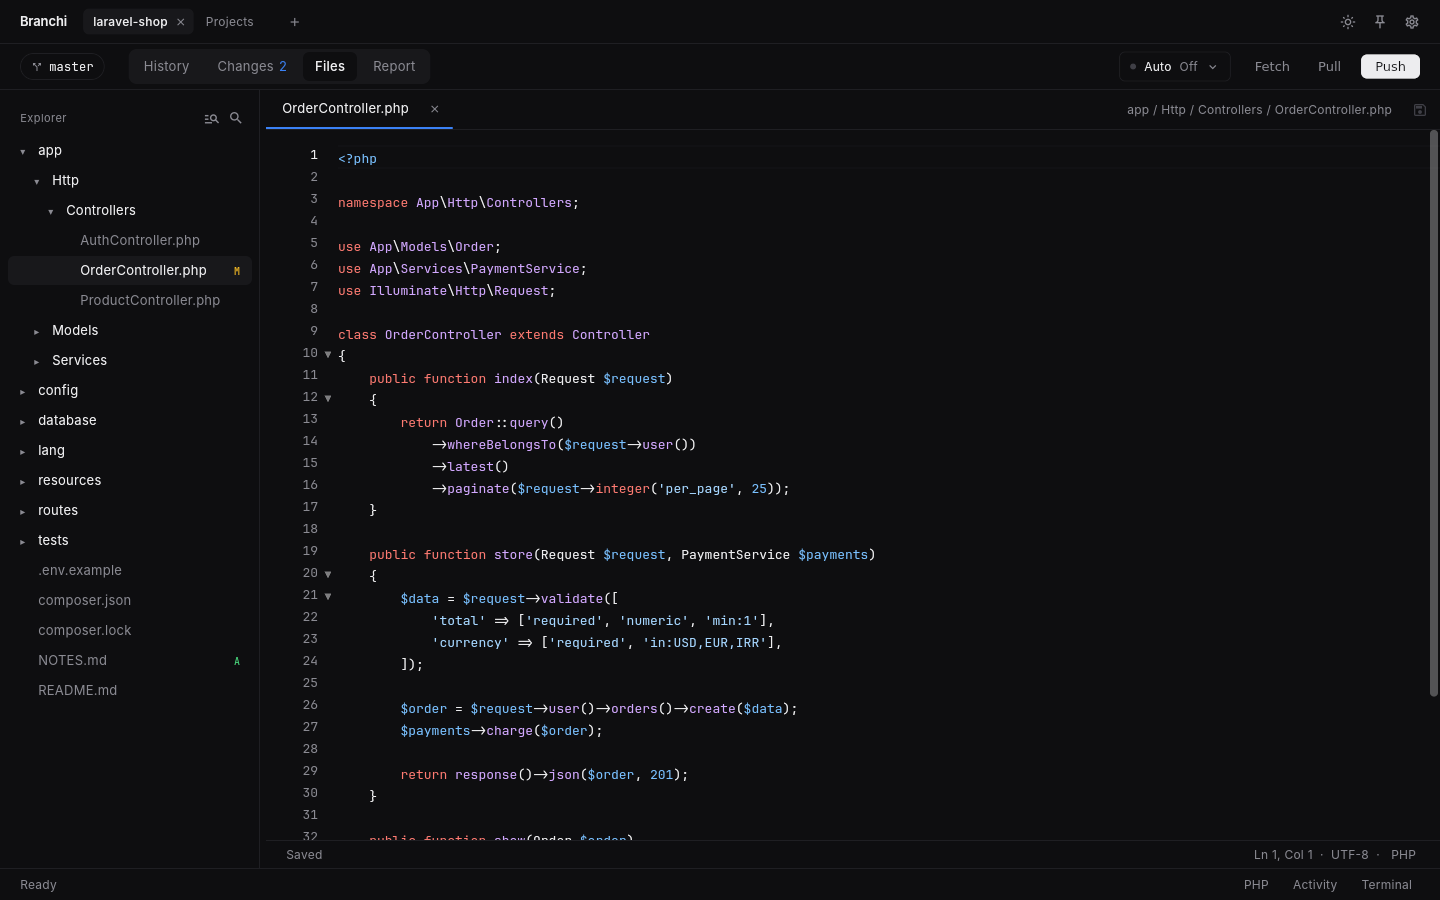 Branchi laravel-shop × Projects +
master History Changes 2 Files Report Auto Off Fetch Pull Push
Explorer
app
Http
Controllers
AuthController.php
OrderController.php M
ProductController.php
Models
Services
config
database
lang
resources
routes
tests
.env.example
composer.json
composer.lock
NOTES.md A
README.md
OrderController.php × app / Http / Controllers / OrderController.php
1 <?php
2
3 namespace App\Http\Controllers;
4
5 use App\Models\Order;
6 use App\Services\PaymentService;
7 use Illuminate\Http\Request;
8
9 class OrderController extends Controller
10 {
11     public function index(Request $request)
12     {
13         return Order::query()
14             ->whereBelongsTo($request->user())
15             ->latest()
16             ->paginate($request->integer('per_page', 25));
17     }
18
19     public function store(Request $request, PaymentService $payments)
20     {
21         $data = $request->validate([
22             'total' => ['required', 'numeric', 'min:1'],
23             'currency' => ['required', 'in:USD,EUR,IRR'],
24         ]);
25
26         $order = $request->user()->orders()->create($data);
27         $payments->charge($order);
28
29         return response()->json($order, 201);
30     }
31
32     public function show(Order $order)
Saved Ln 1, Col 1 · UTF-8 · PHP
Ready PHP Activity Terminal